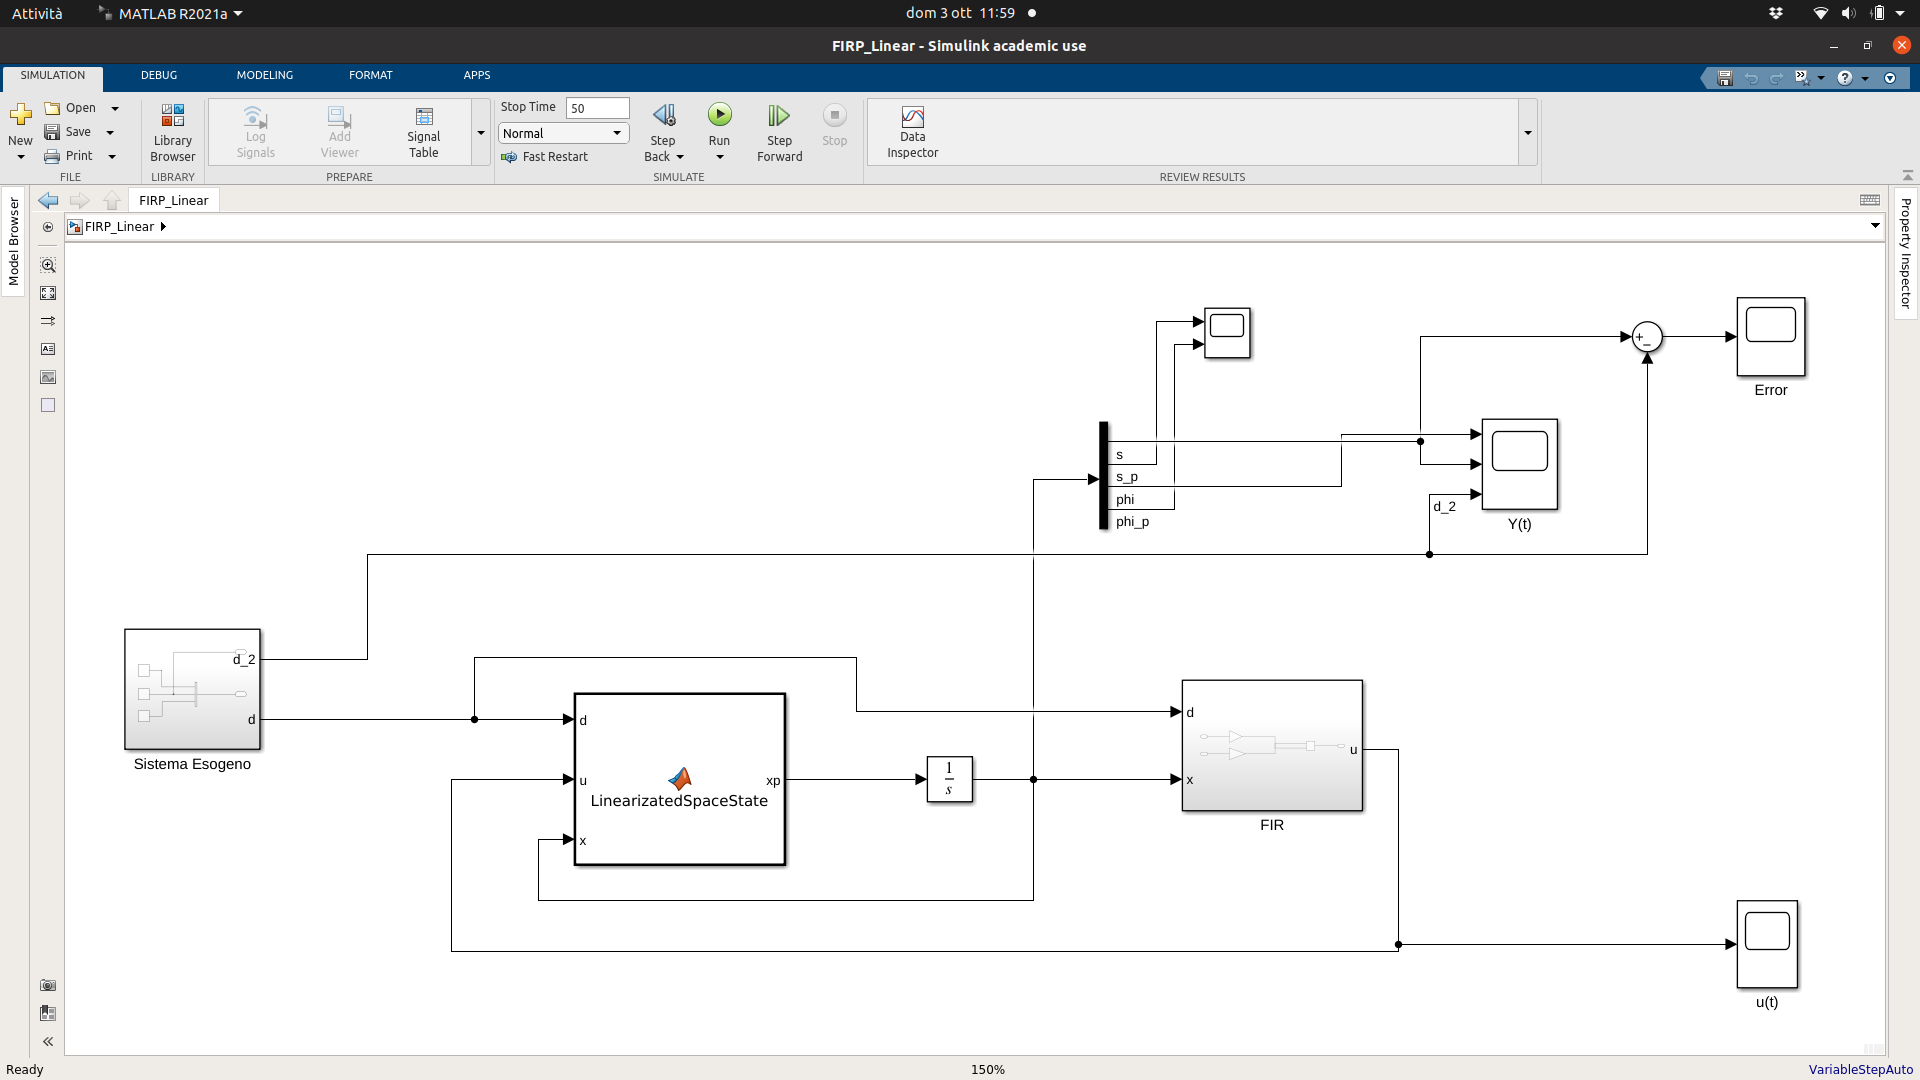 Attività
MATLAB R2021a
dom 3 ott 11:59
FIRP_Linear - Simulink academic use
SIMULATION
DEBUG
MODELING
FORMAT
APPS
New
Open
Save
Print
FILE
Library
Browser
LIBRARY
Log
Signals
Add
Viewer
Signal
Table
PREPARE
Stop Time
50
Normal
Fast Restart
Step
Back
Run
Step
Forward
Stop
SIMULATE
Data
Inspector
REVIEW RESULTS
Model Browser
FIRP_Linear
FIRP_Linear
Property Inspector
Error
s
s_p
phi
phi_p
d_2
Y(t)
d_2
d
Sistema Esogeno
d
u
x
xp
LinearizatedSpaceState
1
s
d
x
u
FIR
u(t)
Ready
150%
VariableStepAuto